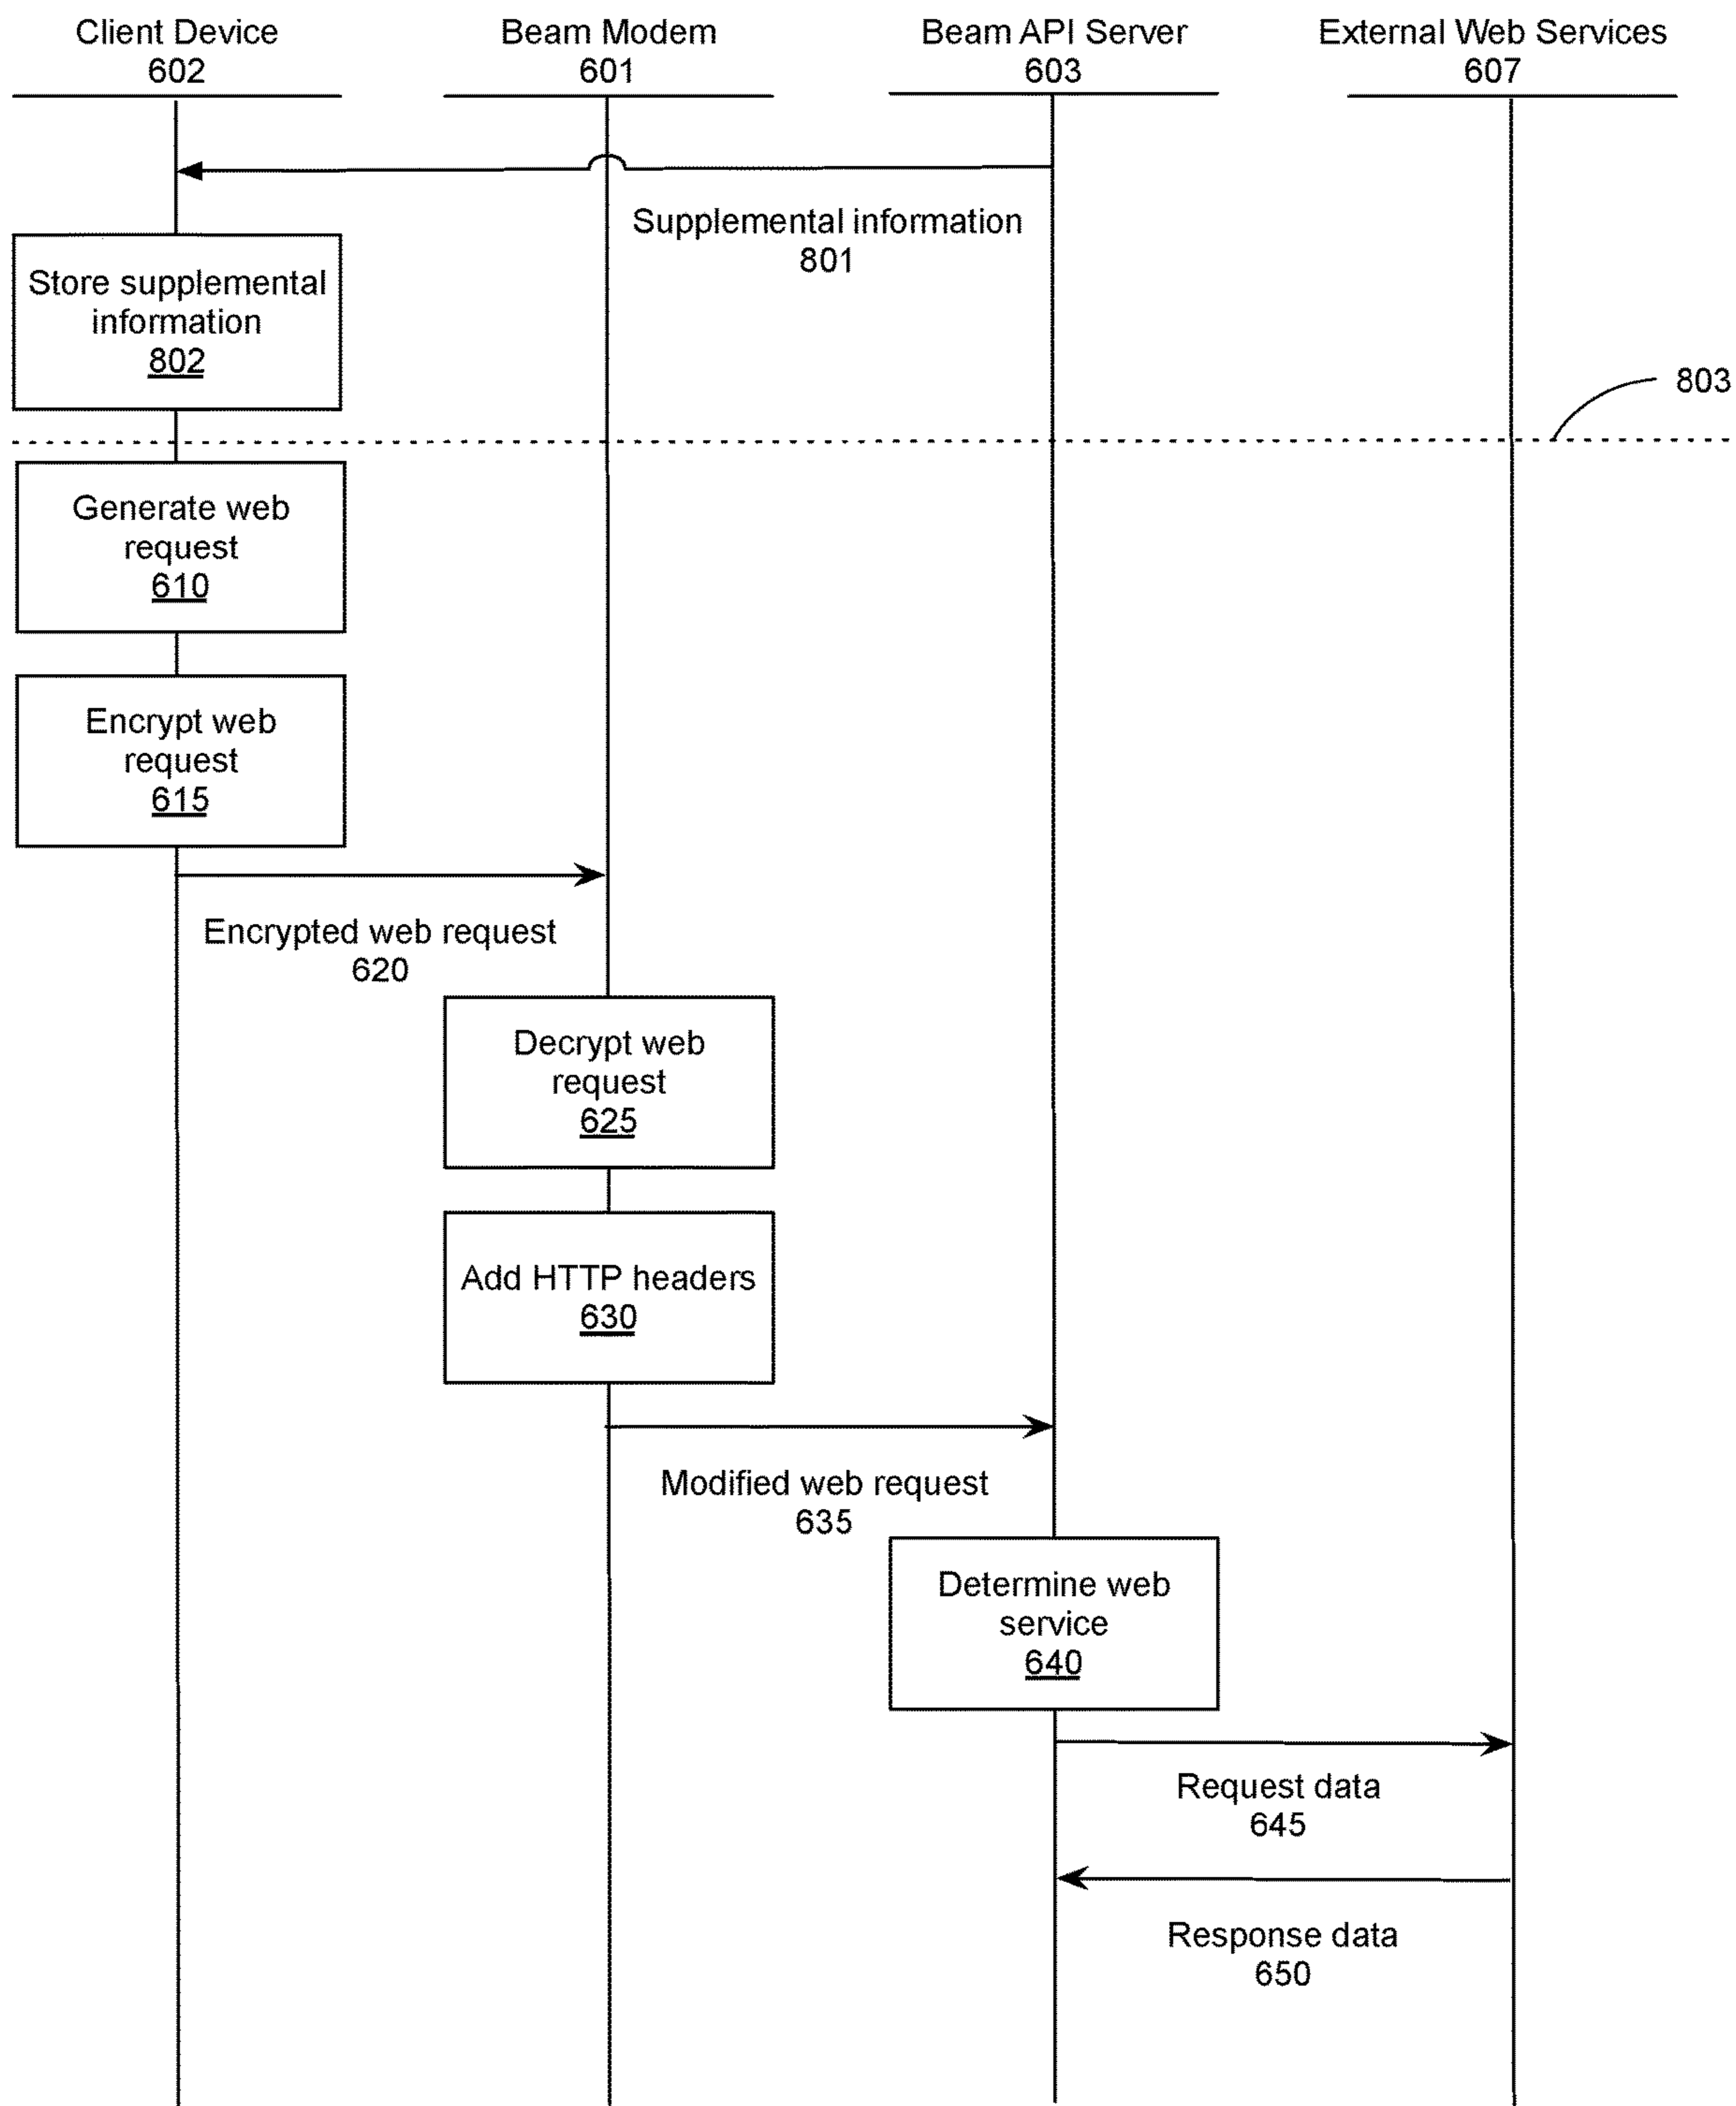 Client Device
602
Beam Modem
601
Beam API Server
603
External Web Services
607
Supplemental information
801
Store supplemental
information
802
803
Generate web
request
610
Encrypt web
request
615
Encrypted web request
620
Decrypt web
request
625
Add HTTP headers
630
Modified web request
635
Determine web
service
640
Request data
645
Response data
650